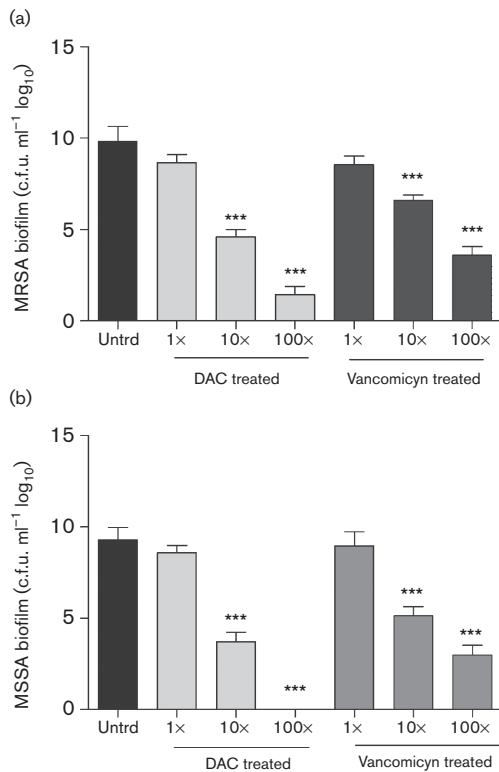 (a)
15
10
5
0
MRSA biofilm (c.f.u. ml⁻¹ log₁₀)
***
***
***
***
Untrd 1× 10× 100× 1× 10× 100×
DAC treated Vancomicyn treated
(b)
15
10
5
0
MSSA biofilm (c.f.u. ml⁻¹ log₁₀)
***
***
***
***
Untrd 1× 10× 100× 1× 10× 100×
DAC treated Vancomicyn treated